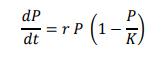 dP/dt = r P (1 − P/K)